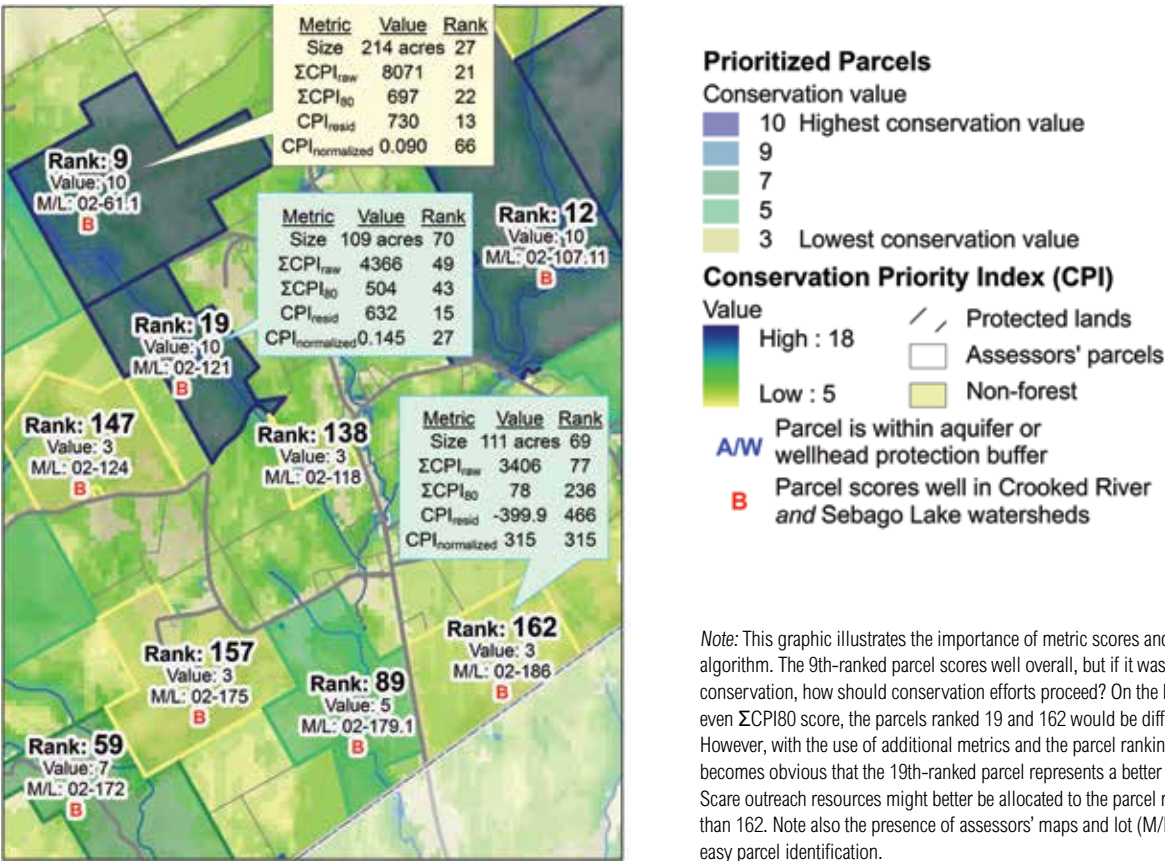 Metric Value Rank
Size 214 acres 27
ΣCPIraw 8071 21
ΣCPI80 697 22
CPIresid 730 13
CPInormalized 0.090 66
Rank: 9
Value: 10
M/L: 02-61.1
B
Metric Value Rank
Size 109 acres 70
ΣCPIraw 4366 49
ΣCPI80 504 43
CPIresid 632 15
CPInormalized 0.145 27
Rank: 12
Value: 10
M/L: 02-107.11
B
Rank: 19
Value: 10
M/L: 02-121
B
Metric Value Rank
Size 111 acres 69
ΣCPIraw 3406 77
ΣCPI80 78 236
CPIresid -399.9 466
CPInormalized 315 315
Rank: 147
Value: 3
M/L: 02-124
B
Rank: 138
Value: 3
M/L: 02-118
Rank: 162
Value: 3
M/L: 02-186
B
Rank: 157
Value: 3
M/L: 02-175
B
Rank: 89
Value: 5
M/L: 02-179.1
B
Rank: 59
Value: 7
M/L: 02-172
B
Prioritized Parcels
Conservation value
10 Highest conservation value
9
7
5
3 Lowest conservation value
Conservation Priority Index (CPI)
Value
High : 18
Low : 5
Protected lands
Assessors' parcels
Non-forest
A/W Parcel is within aquifer or
wellhead protection buffer
B Parcel scores well in Crooked River
and Sebago Lake watersheds
Note: This graphic illustrates the importance of metric scores and
algorithm. The 9th-ranked parcel scores well overall, but if it was
conservation, how should conservation efforts proceed? On the
even ΣCPI80 score, the parcels ranked 19 and 162 would be
However, with the use of additional metrics and the parcel
becomes obvious that the 19th-ranked parcel represents a better
Scare outreach resources might better be allocated to the parcel
than 162. Note also the presence of assessors' maps and lot
easy parcel identification.